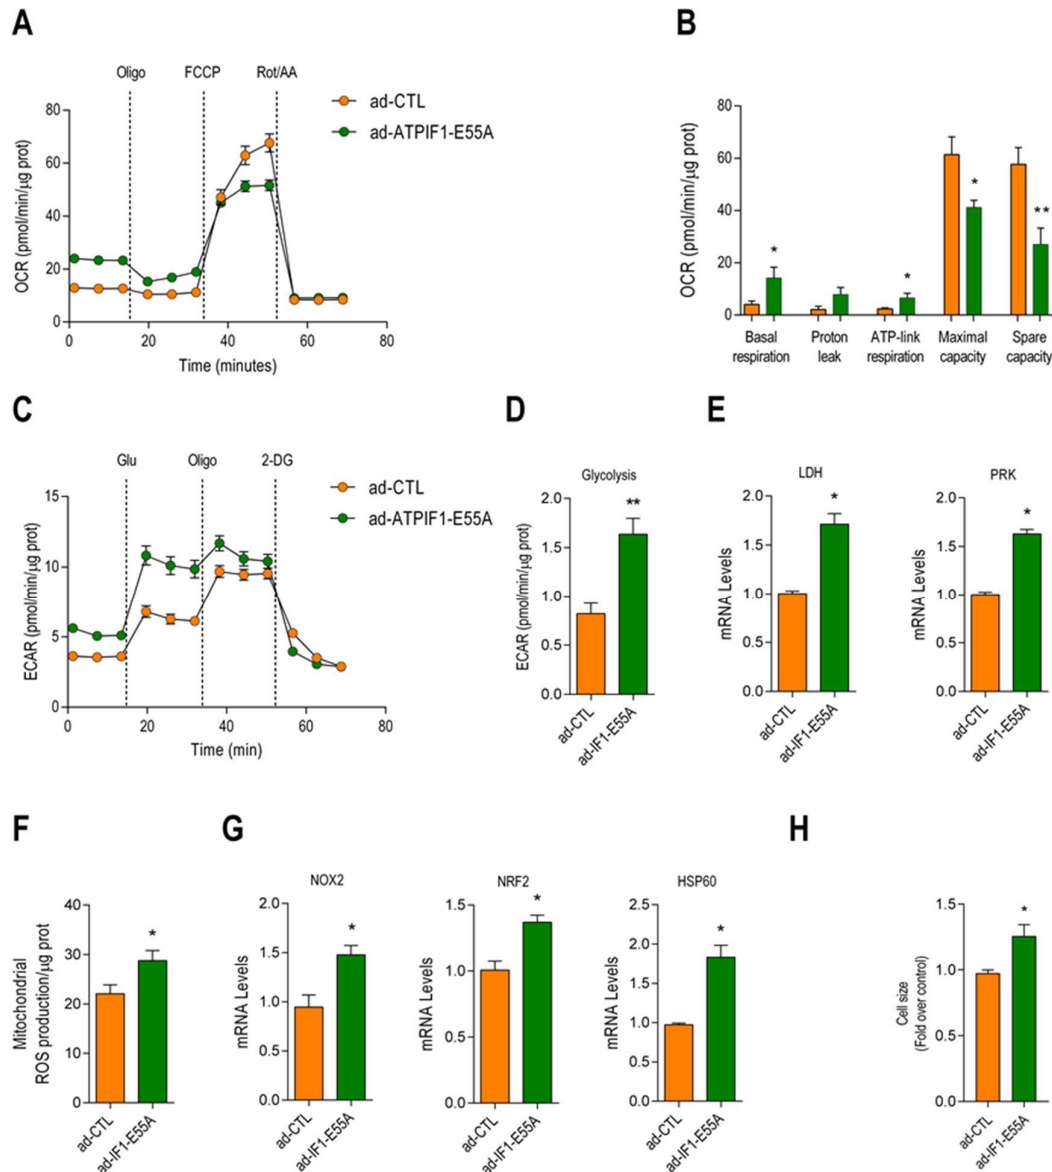 A
Oligo FCCP Rot/AA
ad-CTL
ad-ATPIF1-E55A
OCR (pmol/min/µg prot)
80
60
40
20
0
0 20 40 60 80
Time (minutes)
B
OCR (pmol/min/µg prot)
80
60
40
20
0
* * * **
Basal respiration
Proton leak
ATP-link respiration
Maximal capacity
Spare capacity
C
Glu Oligo 2-DG
ad-CTL
ad-ATPIF1-E55A
ECAR (pmol/min/µg prot)
15
10
5
0
0 20 40 60 80
Time (min)
D
Glycolysis
ECAR (pmol/min/µg prot)
2.0
1.5
1.0
0.5
0.0
**
ad-CTL
ad-IF1-E55A
E
LDH
mRNA Levels
2.0
1.5
1.0
0.5
0.0
*
ad-CTL
ad-IF1-E55A
PRK
mRNA Levels
2.0
1.5
1.0
0.5
0.0
*
ad-CTL
ad-IF1-E55A
F
Mitochondrial
ROS production/µg prot
40
30
20
10
0
*
ad-CTL
ad-IF1-E55A
G
NOX2
mRNA Levels
2.0
1.5
1.0
0.5
0.0
*
ad-CTL
ad-IF1-E55A
NRF2
mRNA Levels
1.5
1.0
0.5
0.0
*
ad-CTL
ad-IF1-E55A
HSP60
mRNA Levels
2.5
2.0
1.5
1.0
0.5
0.0
*
ad-CTL
ad-IF1-E55A
H
Cell size
(Fold over control)
1.5
1.0
0.5
0.0
*
ad-CTL
ad-IF1-E55A